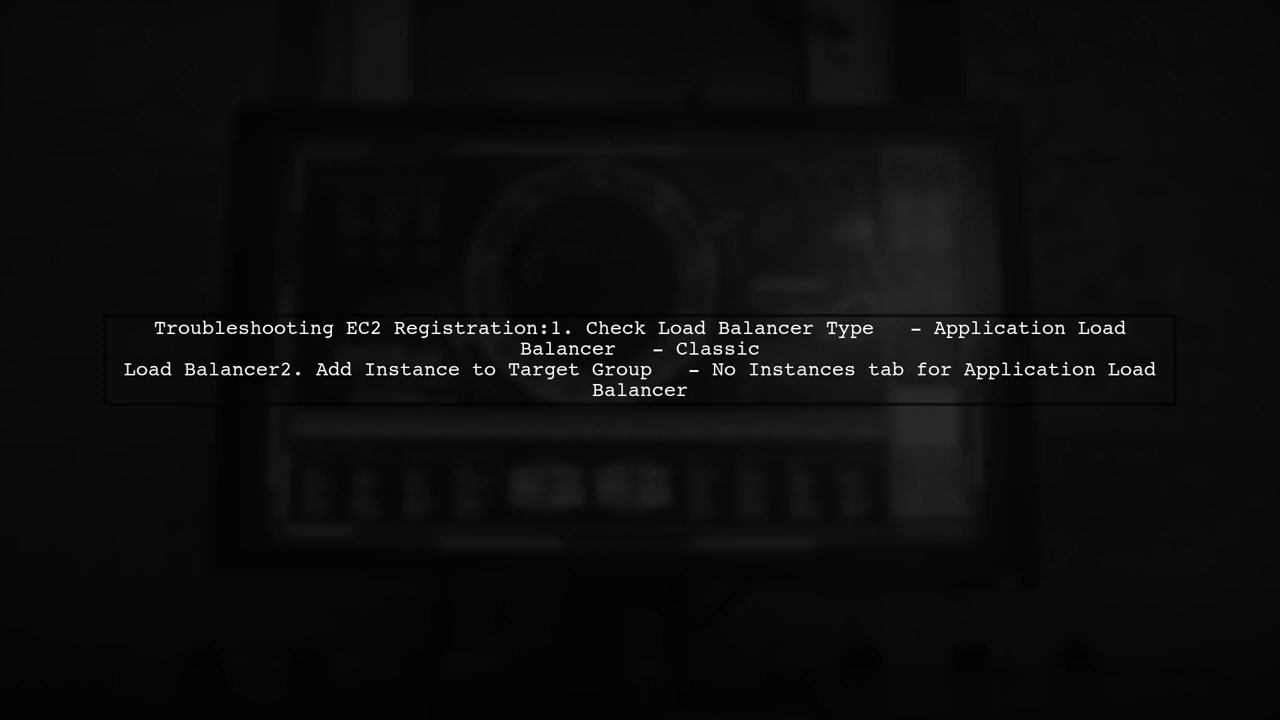 Troubleshooting EC2 Registration:1. Check Load Balancer Type   - Application Load
Balancer   - Classic
Load Balancer2. Add Instance to Target Group   - No Instances tab for Application Load
Balancer